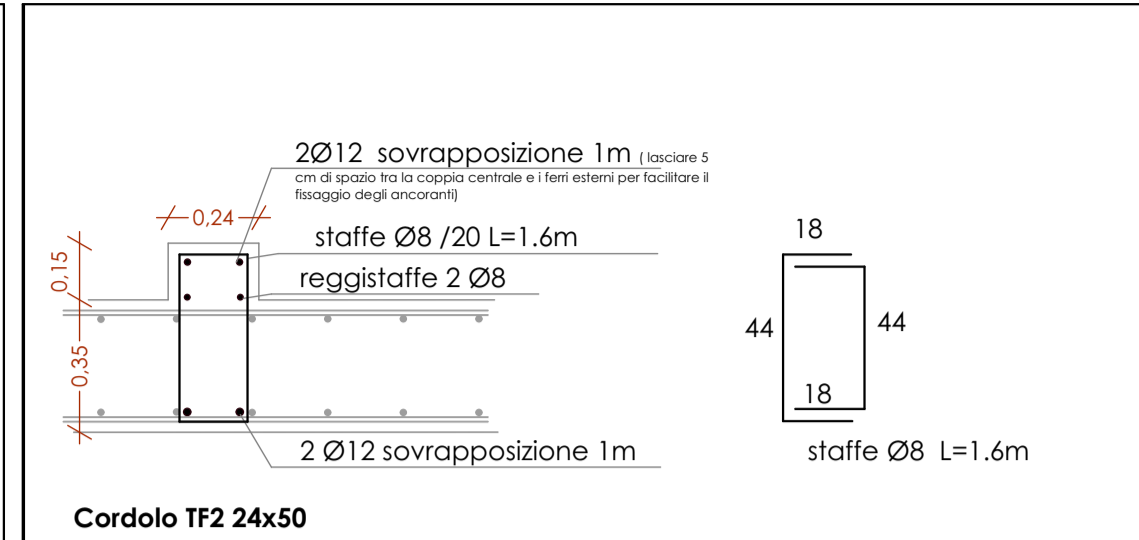 2Ø12 sovrapposizione 1m ( lasciare 5
cm di spazio tra la coppia centrale e i ferri esterni per facilitare il
fissaggio degli ancoranti)
0,24
staffe Ø8 /20 L=1.6m
reggistaffe 2 Ø8
0,15
0,35
2 Ø12 sovrapposizione 1m
18
44
44
18
staffe Ø8 L=1.6m
Cordolo TF2 24x50